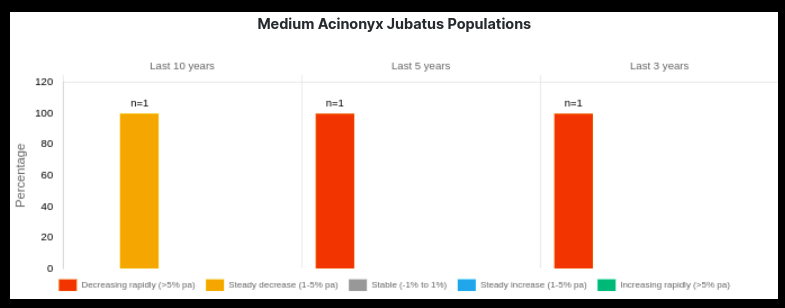 Medium Acinonyx Jubatus Populations
Last 10 years Last 5 years Last 3 years
120
n=1 n=1 n=1
100
80
60
40
20
0
Percentage
Decreasing rapidly (>5% pa) Steady decrease (1-5% pa) Stable (-1% to 1%) Steady increase (1-5% pa) Increasing rapidly (>5% pa)